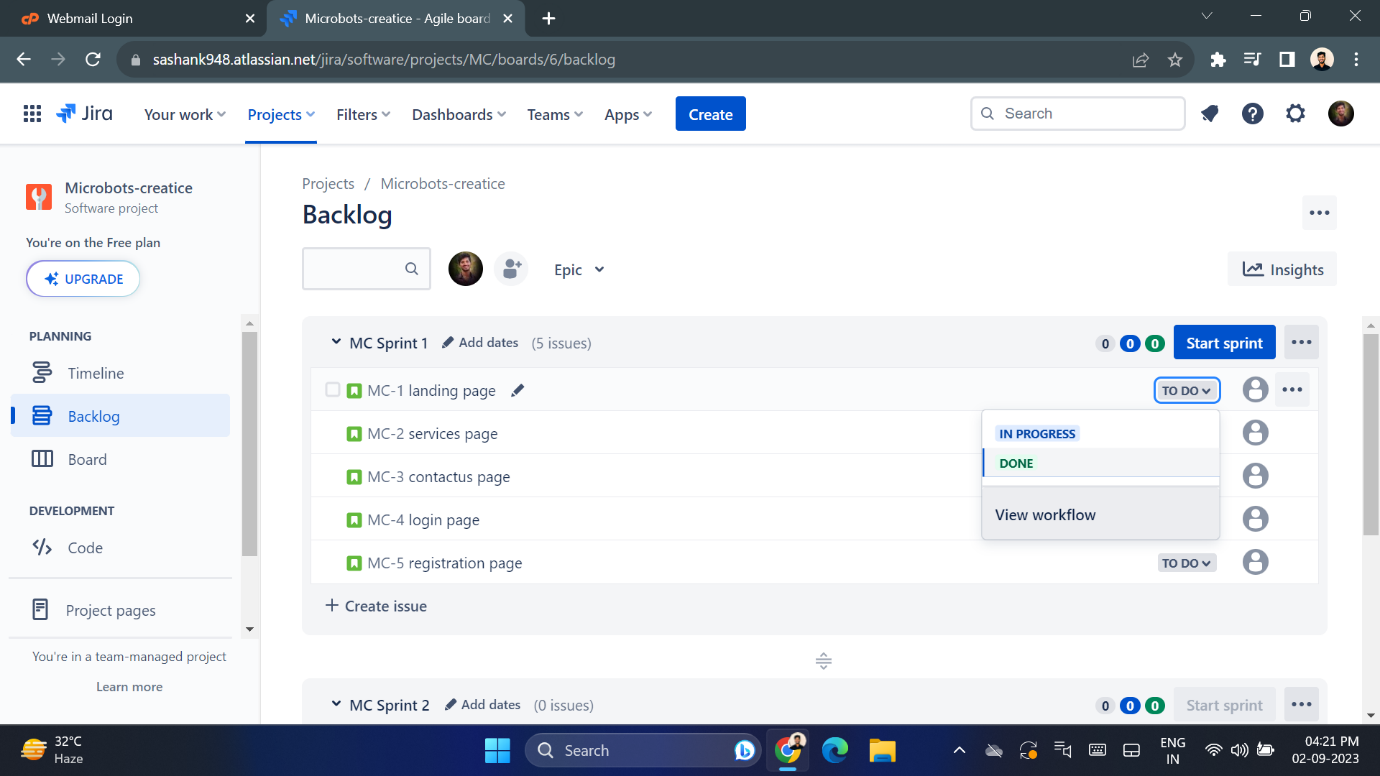 Webmail Login
Microbots-creatice - Agile board
sashank948.atlassian.net/jira/software/projects/MC/boards/6/backlog
Jira
Your work
Projects
Filters
Dashboards
Teams
Apps
Create
Search
Microbots-creatice
Software project
You're on the Free plan
UPGRADE
PLANNING
Timeline
Backlog
Board
DEVELOPMENT
Code
Project pages
You're in a team-managed project
Learn more
Projects / Microbots-creatice
Backlog
Epic
Insights
MC Sprint 1 Add dates (5 issues) 0 0 0 Start sprint
MC-1 landing page TO DO
MC-2 services page
MC-3 contactus page
MC-4 login page
MC-5 registration page TO DO
IN PROGRESS
DONE
View workflow
+ Create issue
MC Sprint 2 Add dates (0 issues) 0 0 0 Start sprint
32°C
Haze
Search
ENG
IN
04:21 PM
02-09-2023